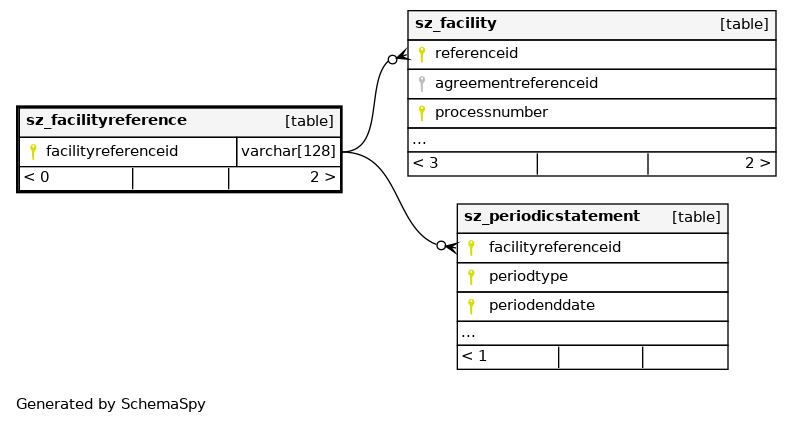 sz_facility [table]
referenceid
agreementreferenceid
processnumber
...
< 3 2 >
sz_facilityreference [table]
facilityreferenceid varchar[128]
< 0 2 >
sz_periodicstatement [table]
facilityreferenceid
periodtype
periodenddate
...
< 1
Generated by SchemaSpy